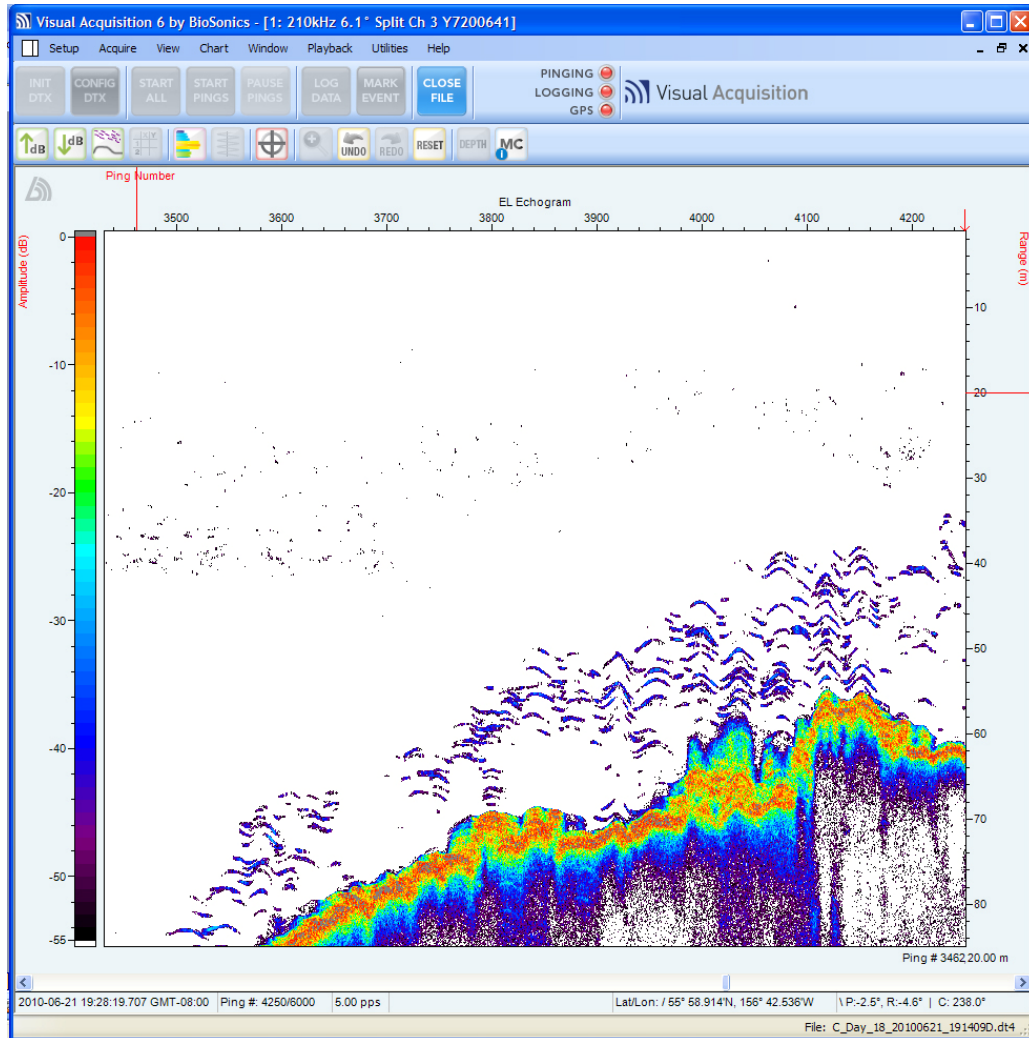 Visual Acquisition 6 by BioSonics - [1: 210kHz 6.1° Split Ch 3 Y7200641]
Setup Acquire View Chart Window Playback Utilities Help
INIT DTX CONFIG DTX START ALL START PINGS PAUSE PINGS LOG DATA MARK EVENT CLOSE FILE
PINGING
LOGGING
GPS
Visual Acquisition
dB dB UNDO REDO RESET DEPTH MC
Ping Number
EL Echogram
3500 3600 3700 3800 3900 4000 4100 4200
Amplitude (dB)
0
-10
-20
-30
-40
-50
-55
Range (m)
10
20
30
40
50
60
70
80
Ping # 3462,20.00 m
2010-06-21 19:28:19.707 GMT-08:00 Ping #: 4250/6000 5.00 pps Lat/Lon: / 55° 58.914'N, 156° 42.536'W \ P:-2.5°, R:-4.6° | C: 238.0°
File: C_Day_18_20100621_191409D.dt4